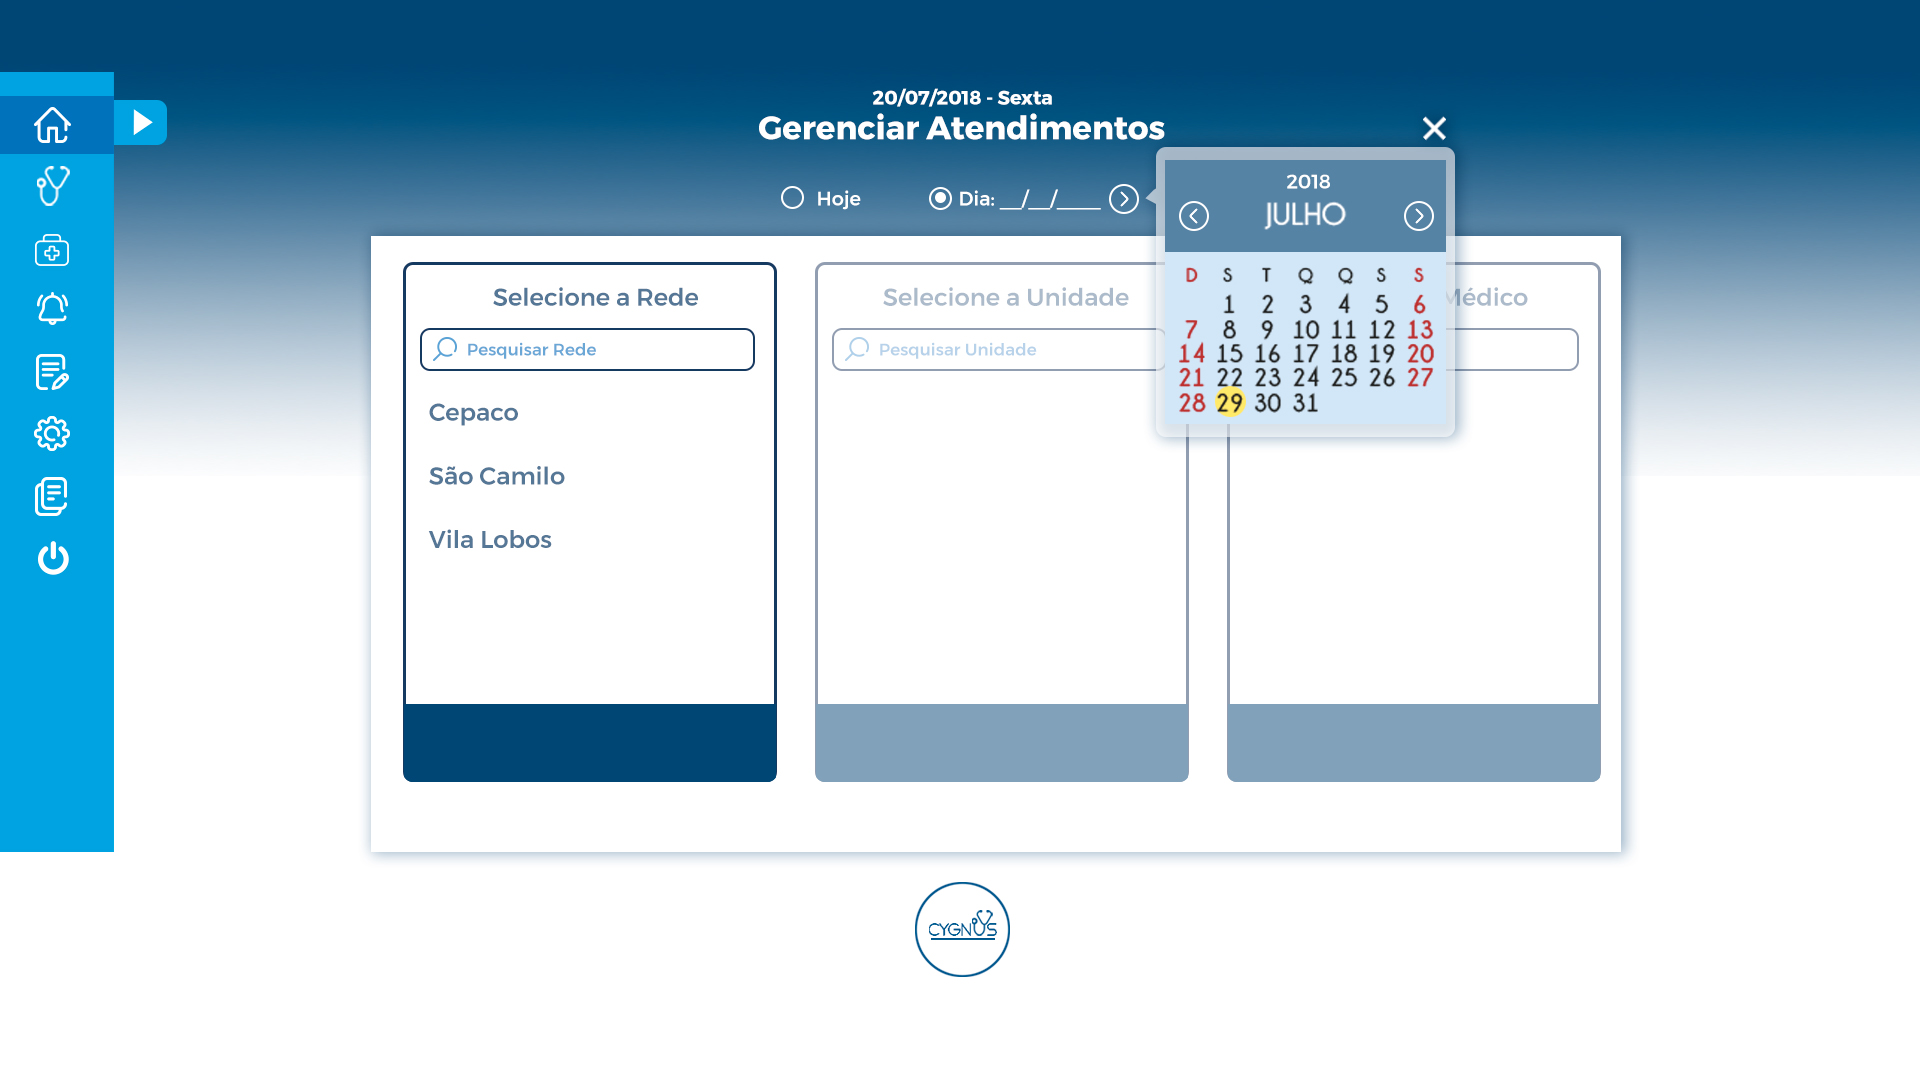 20/07/2018 - Sexta
Gerenciar Atendimentos
Hoje
Dia: __/__/____
2018
JULHO
D S T Q Q S S
1 2 3 4 5 6
7 8 9 10 11 12 13
14 15 16 17 18 19 20
21 22 23 24 25 26 27
28 29 30 31
Selecione a Rede
Pesquisar Rede
Cepaco
São Camilo
Vila Lobos
Selecione a Unidade
Pesquisar Unidade
Médico
CYGNUS